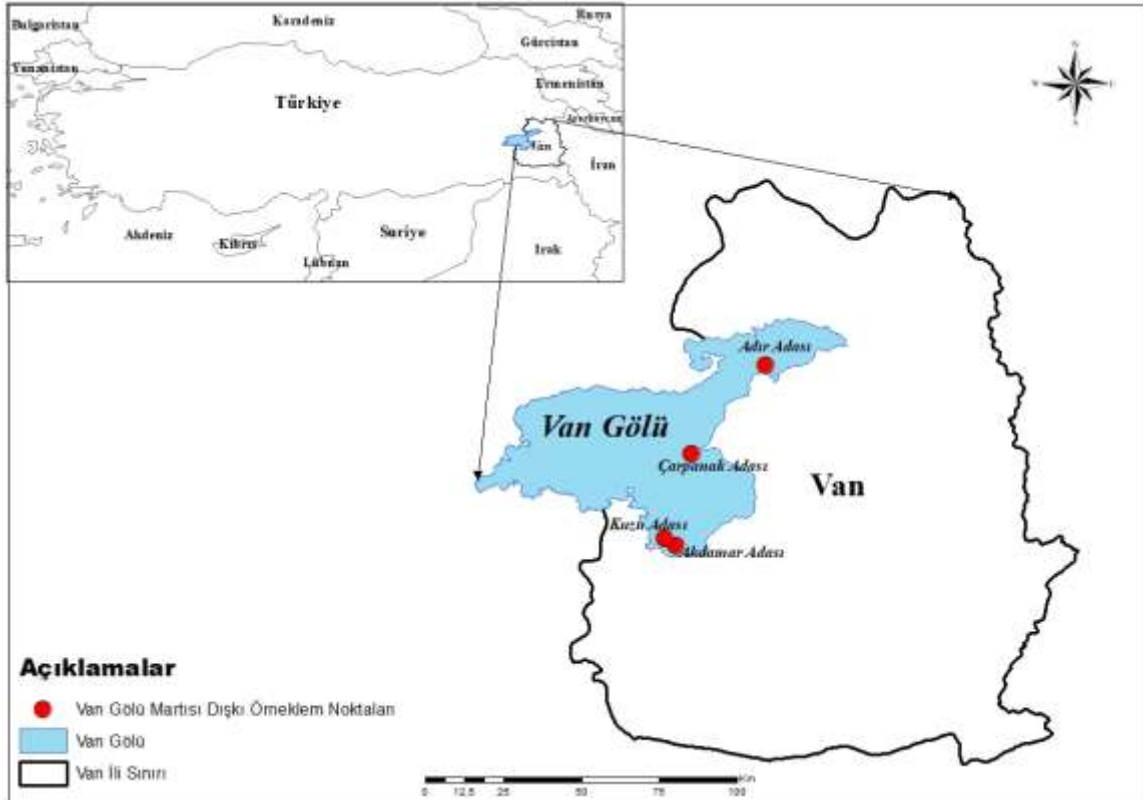 Bulgaristan
Karadeniz
Rusya
Gürcistan
Yunanistan
Ermenistan
Türkiye
Azerbaycan
Van
İran
Akdeniz
Kıbrıs
Suriye
Lübnan
Irak
N
Adır Adası
Van Gölü
Çarpanak Adası
Van
Kuzu Adası
Akdamar Adası
Açıklamalar
Van Gölü Martısı Dışkı Örneklem Noktaları
Van Gölü
Van İli Sınırı
Km
0 12,5 25 50 75 100